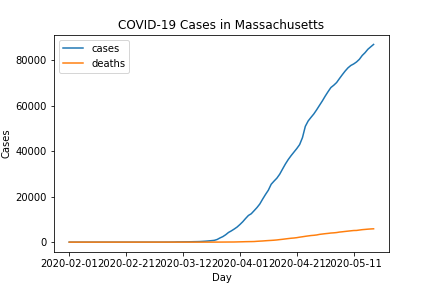 COVID-19 Cases in Massachusetts
cases
deaths
80000
60000
40000
20000
0
Cases
2020-02-01 2020-02-21 2020-03-12 2020-04-01 2020-04-21 2020-05-11
Day